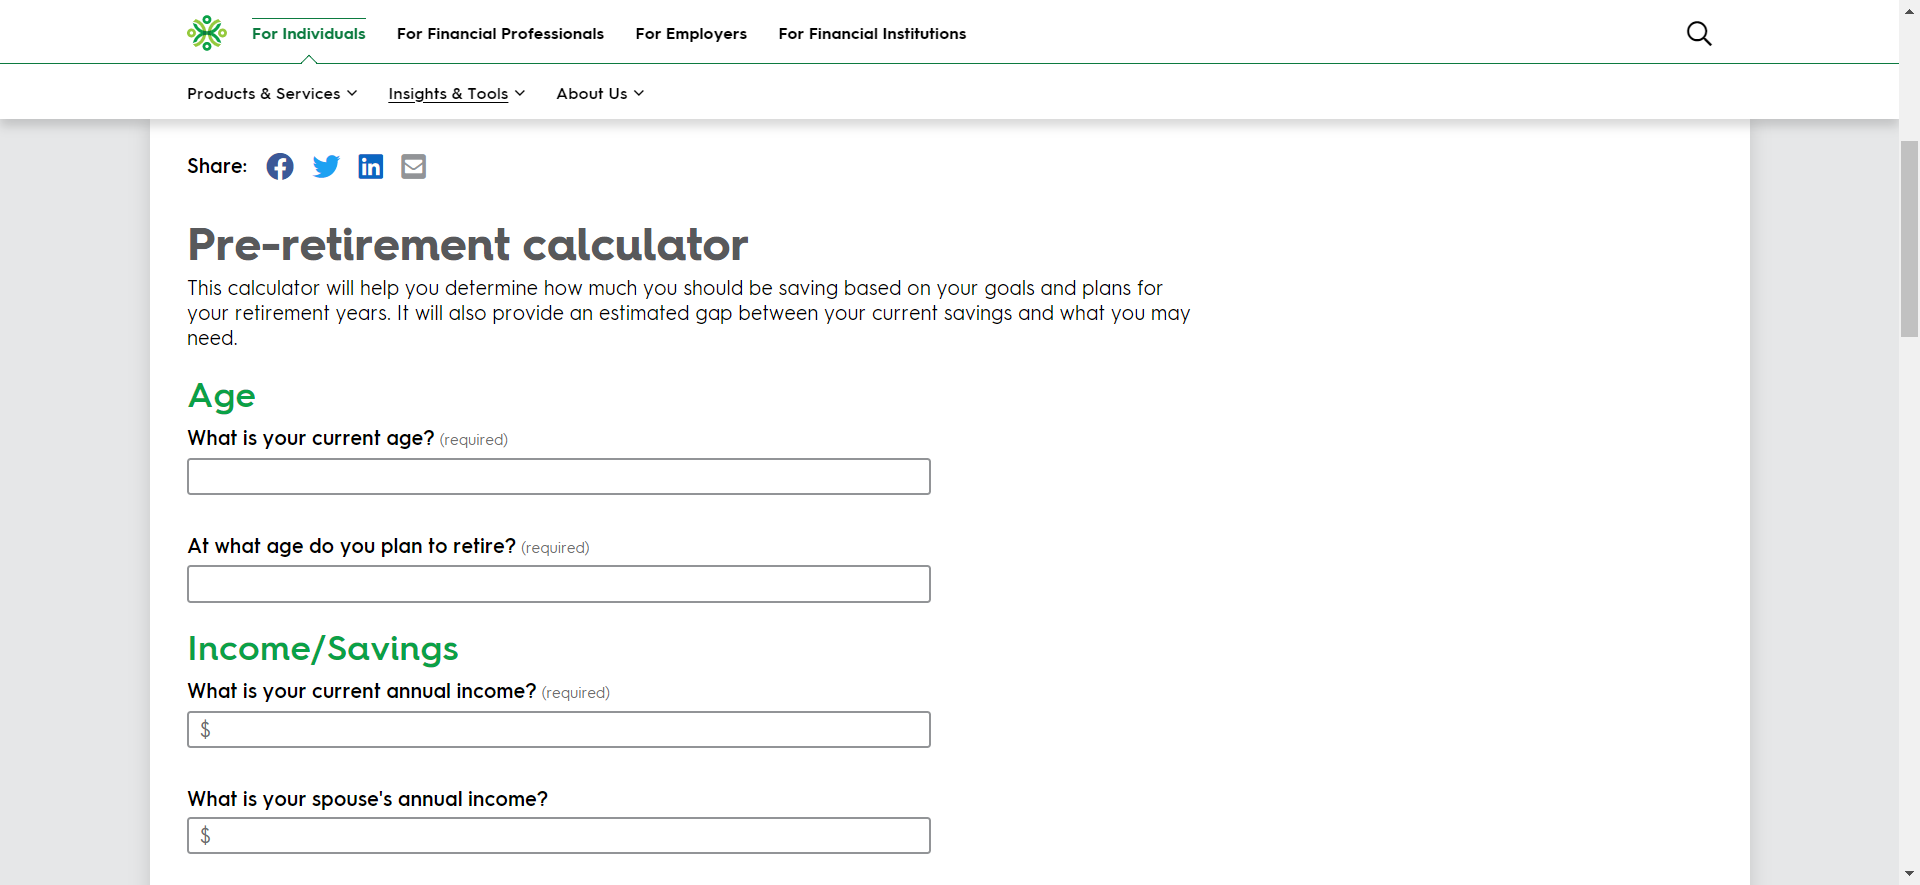 For Individuals For Financial Professionals For Employers For Financial Institutions
Products & Services Insights & Tools About Us
Share:
Pre-retirement calculator
This calculator will help you determine how much you should be saving based on your goals and plans for
your retirement years. It will also provide an estimated gap between your current savings and what you may
need.
Age
What is your current age? (required)
At what age do you plan to retire? (required)
Income/Savings
What is your current annual income? (required)
$
What is your spouse's annual income?
$